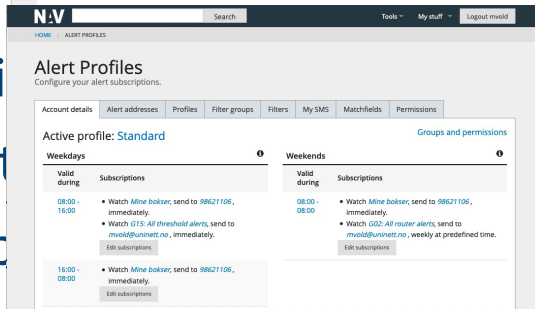 NAV
Search
Tools
My stuff
Logout mvold
HOME / ALERT PROFILES
Alert Profiles
Configure your alert subscriptions.
Account details
Alert addresses
Profiles
Filter groups
Filters
My SMS
Matchfields
Permissions
Active profile: Standard
Groups and permissions
Weekdays
Valid during
Subscriptions
08:00 -
16:00
• Watch Mine bokser, send to 98621106 ,
immediately.
• Watch G15: All threshold alerts, send to
mvold@uninett.no , immediately.
Edit subscriptions
16:00 -
08:00
• Watch Mine bokser, send to 98621106 ,
immediately.
Edit subscriptions
Weekends
Valid during
Subscriptions
08:00 -
08:00
• Watch Mine bokser, send to 98621106 ,
immediately.
• Watch G02: All router alerts, send to
mvold@uninett.no , weekly at predefined time.
Edit subscriptions